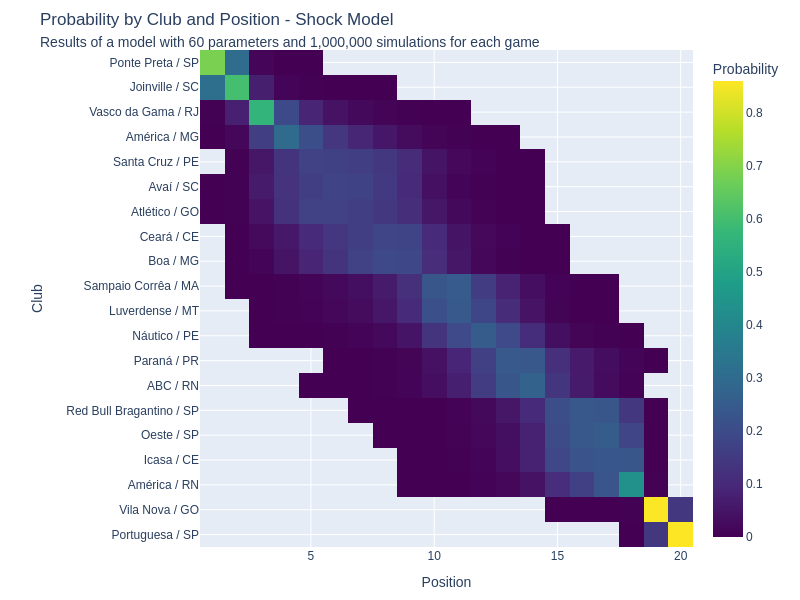 Probability by Club and Position - Shock Model
Results of a model with 60 parameters and 1,000,000 simulations for each game
Probability
Club
Ponte Preta / SP
Joinville / SC
Vasco da Gama / RJ
América / MG
Santa Cruz / PE
Avaí / SC
Atlético / GO
Ceará / CE
Boa / MG
Sampaio Corrêa / MA
Luverdense / MT
Náutico / PE
Paraná / PR
ABC / RN
Red Bull Bragantino / SP
Oeste / SP
Icasa / CE
América / RN
Vila Nova / GO
Portuguesa / SP
0.8
0.7
0.6
0.5
0.4
0.3
0.2
0.1
0
5 10 15 20
Position